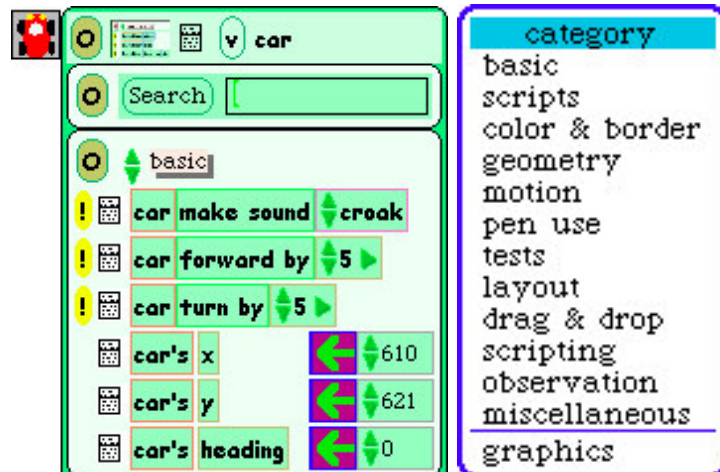 O v car
O Search
O basic
! car make sound croak
! car forward by 5
! car turn by 5
car's x 610
car's y 621
car's heading 0
category
basic
scripts
color & border
geometry
motion
pen use
tests
layout
drag & drop
scripting
observation
miscellaneous
graphics